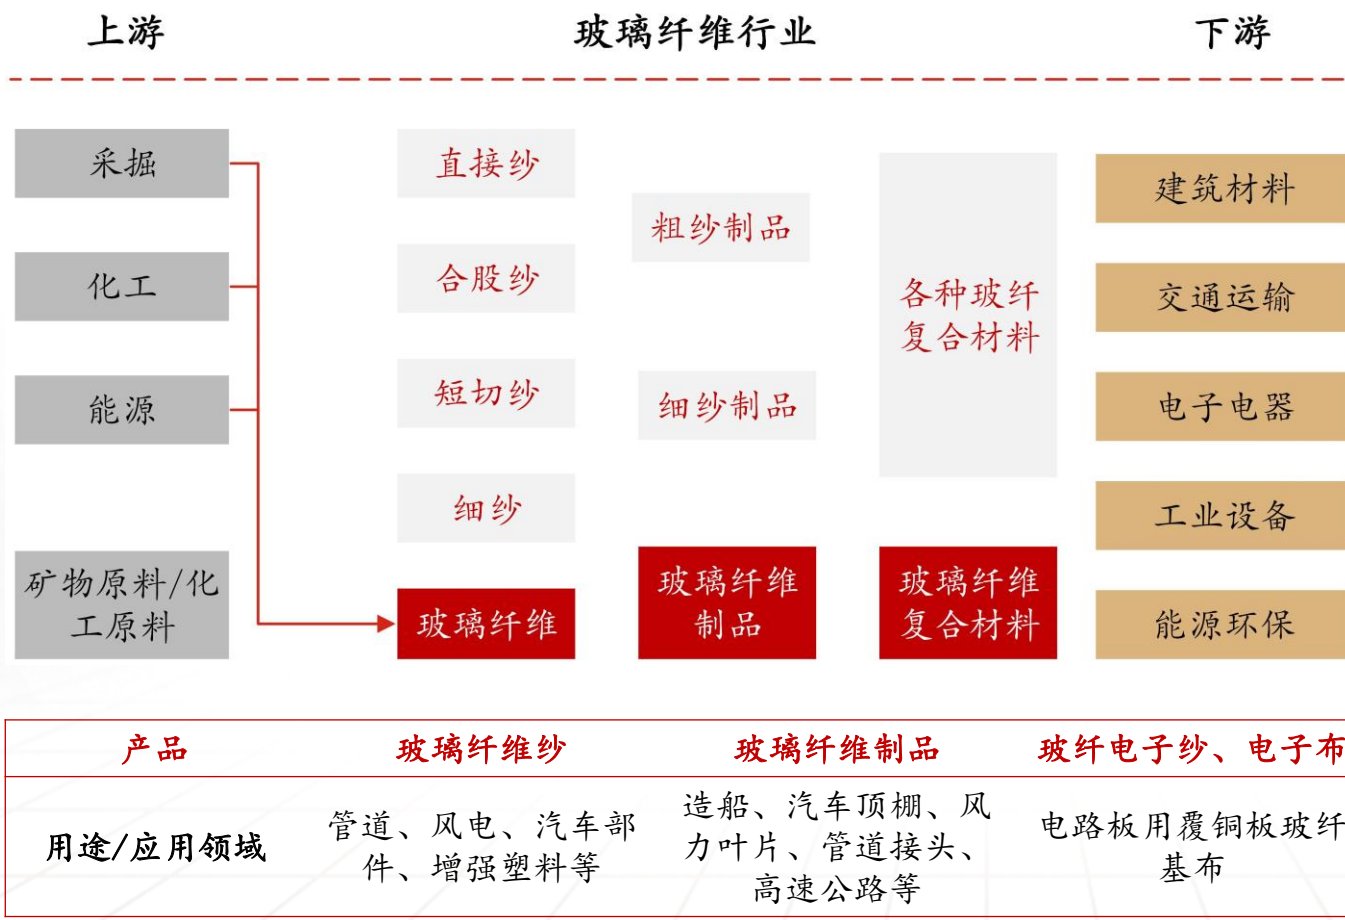 上游
玻璃纤维行业
下游
采掘
化工
能源
矿物原料/化
工原料
直接纱
合股纱
短切纱
细纱
玻璃纤维
粗纱制品
细纱制品
玻璃纤维
制品
各种玻纤
复合材料
玻璃纤维
复合材料
建筑材料
交通运输
电子电器
工业设备
能源环保
产品
玻璃纤维纱
玻璃纤维制品
玻纤电子纱、电子布
用途/应用领域
管道、风电、汽车部
件、增强塑料等
造船、汽车顶棚、风
力叶片、管道接头、
高速公路等
电路板用覆铜板玻纤
基布